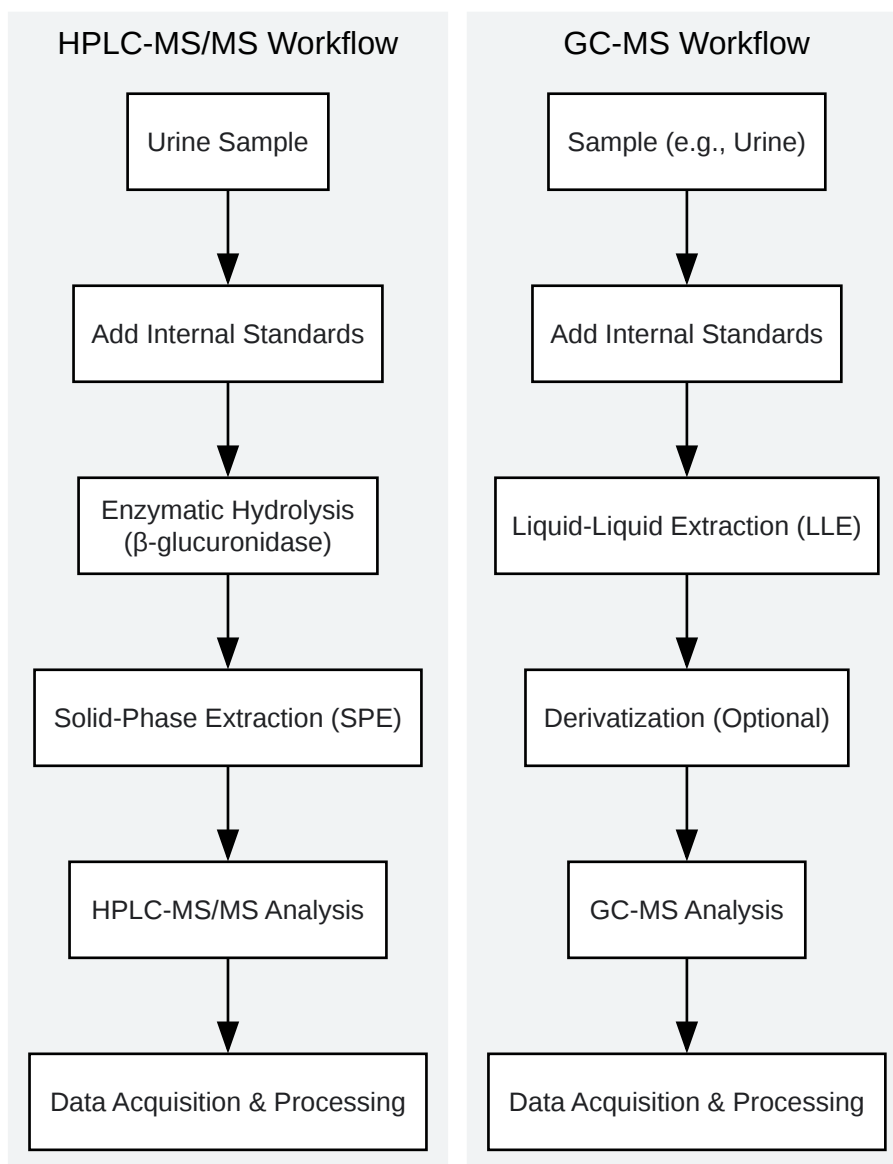 HPLC-MS/MS Workflow
Urine Sample
Add Internal Standards
Enzymatic Hydrolysis
(β-glucuronidase)
Solid-Phase Extraction (SPE)
HPLC-MS/MS Analysis
Data Acquisition & Processing
GC-MS Workflow
Sample (e.g., Urine)
Add Internal Standards
Liquid-Liquid Extraction (LLE)
Derivatization (Optional)
GC-MS Analysis
Data Acquisition & Processing